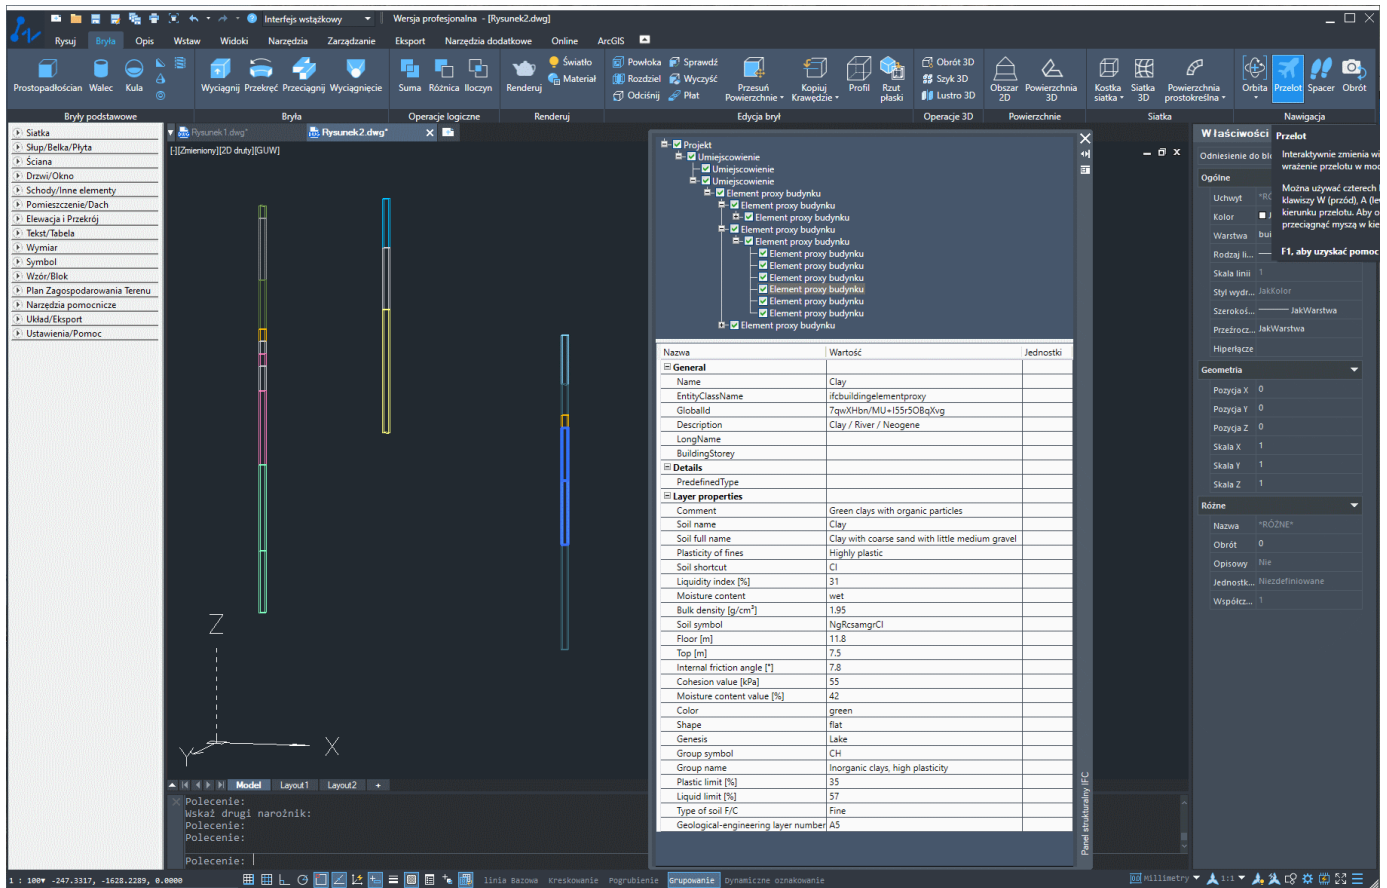 Interfejs wstążkowy
Wersja profesjonalna - [Rysunek2.dwg]
Rysuj Bryła Opis Wstaw Widoki Narzędzia Zarządzanie Eksport Narzędzia dodatkowe Online ArcGIS
Prostopadłościan Walec Kula
Wyciągnij Przekręć Przeciągnij Wyciągnięcie
Suma Różnica Iloczyn
Renderuj
Światło
Materiał
Powłoka Sprawdź
Rozdziel Wyczyść
Odciśnij Plat
Przesuń Powierzchnie
Kopiuj Krawędzie
Profil
Rzut płaski
Obrót 3D
Szyk 3D
Lustro 3D
Obszar 2D
Powierzchnia 3D
Kostka siatka
Siatka 3D
Powierzchnia prostokreślna
Orbita Przelot Spacer Obrót
Bryły podstawowe Bryła Operacje logiczne Renderuj Edycja brył Operacje 3D Powierzchnie Siatka Nawigacja
Siatka
Słup/Belka/Płyta
Ściana
Drzwi/Okno
Schody/Inne elementy
Pomieszczenie/Dach
Elewacja i Przekrój
Tekst/Tabela
Wymiar
Symbol
Wzór/Blok
Plan Zagospodarowania Terenu
Narzędzia pomocnicze
Układ/Eksport
Ustawienia/Pomoc
Rysunek1.dwg* Rysunek2.dwg*
[-][Zmieniony][2D druty][GUW]
Z
Y
X
Model Layout1 Layout2 +
Polecenie:
Wskaż drugi narożnik:
Polecenie:
Polecenie:
Polecenie:
Projekt
Umiejscowienie
Umiejscowienie
Umiejscowienie
Element proxy budynku
Element proxy budynku
Element proxy budynku
Element proxy budynku
Element proxy budynku
Element proxy budynku
Element proxy budynku
Element proxy budynku
Element proxy budynku
Element proxy budynku
Element proxy budynku
Element proxy budynku
Nazwa Wartość Jednostki
General
Name Clay
EntityClassName ifcbuildingelementproxy
GlobalId 7qwXHbn/MU+I55r5OBqXvg
Description Clay / River / Neogene
LongName
BuildingStorey
Details
PredefinedType
Layer properties
Comment Green clays with organic particles
Soil name Clay
Soil full name Clay with coarse sand with little medium gravel
Plasticity of fines Highly plastic
Soil shortcut Cl
Liquidity index [%] 31
Moisture content wet
Bulk density [g/cm³] 1.95
Soil symbol NgRcsamgrCl
Floor [m] 11.8
Top [m] 7.5
Internal friction angle [°] 7.8
Cohesion value [kPa] 55
Moisture content value [%] 42
Color green
Shape flat
Genesis Lake
Group symbol CH
Group name Inorganic clays, high plasticity
Plastic limit [%] 35
Liquid limit [%] 57
Type of soil F/C Fine
Geological-engineering layer number A5
Panel strukturalny IFC
Właściwości
Odniesienie do blo
Ogólne
Uchwyt
Kolor
Warstwa bui
Rodzaj li...
Skala linii 1
Styl wydr... JakKolor
Szerokoś... JakWarstwa
Przeźrocz... JakWarstwa
Hiperłącze
Geometria
Pozycja X 0
Pozycja Y 0
Pozycja Z 0
Skala X 1
Skala Y 1
Skala Z 1
Różne
Nazwa *RÓŻNE*
Obrót 0
Opisowy Nie
Jednostk... Niezdefiniowane
Współcz... 1
Przelot
Interaktywnie zmienia wi
wrażenie przelotu w mod
Można używać czterech k
klawiszy W (przód), A (lew
kierunku przelotu. Aby o
przeciągnąć myszą w kie
F1, aby uzyskać pomoc
1 : 100 -247.3317, -1628.2289, 0.0000
linia Bazowa Kreskowanie Pogrubienie Grupowanie Dynamiczne oznakowanie
Millimetry 1:1